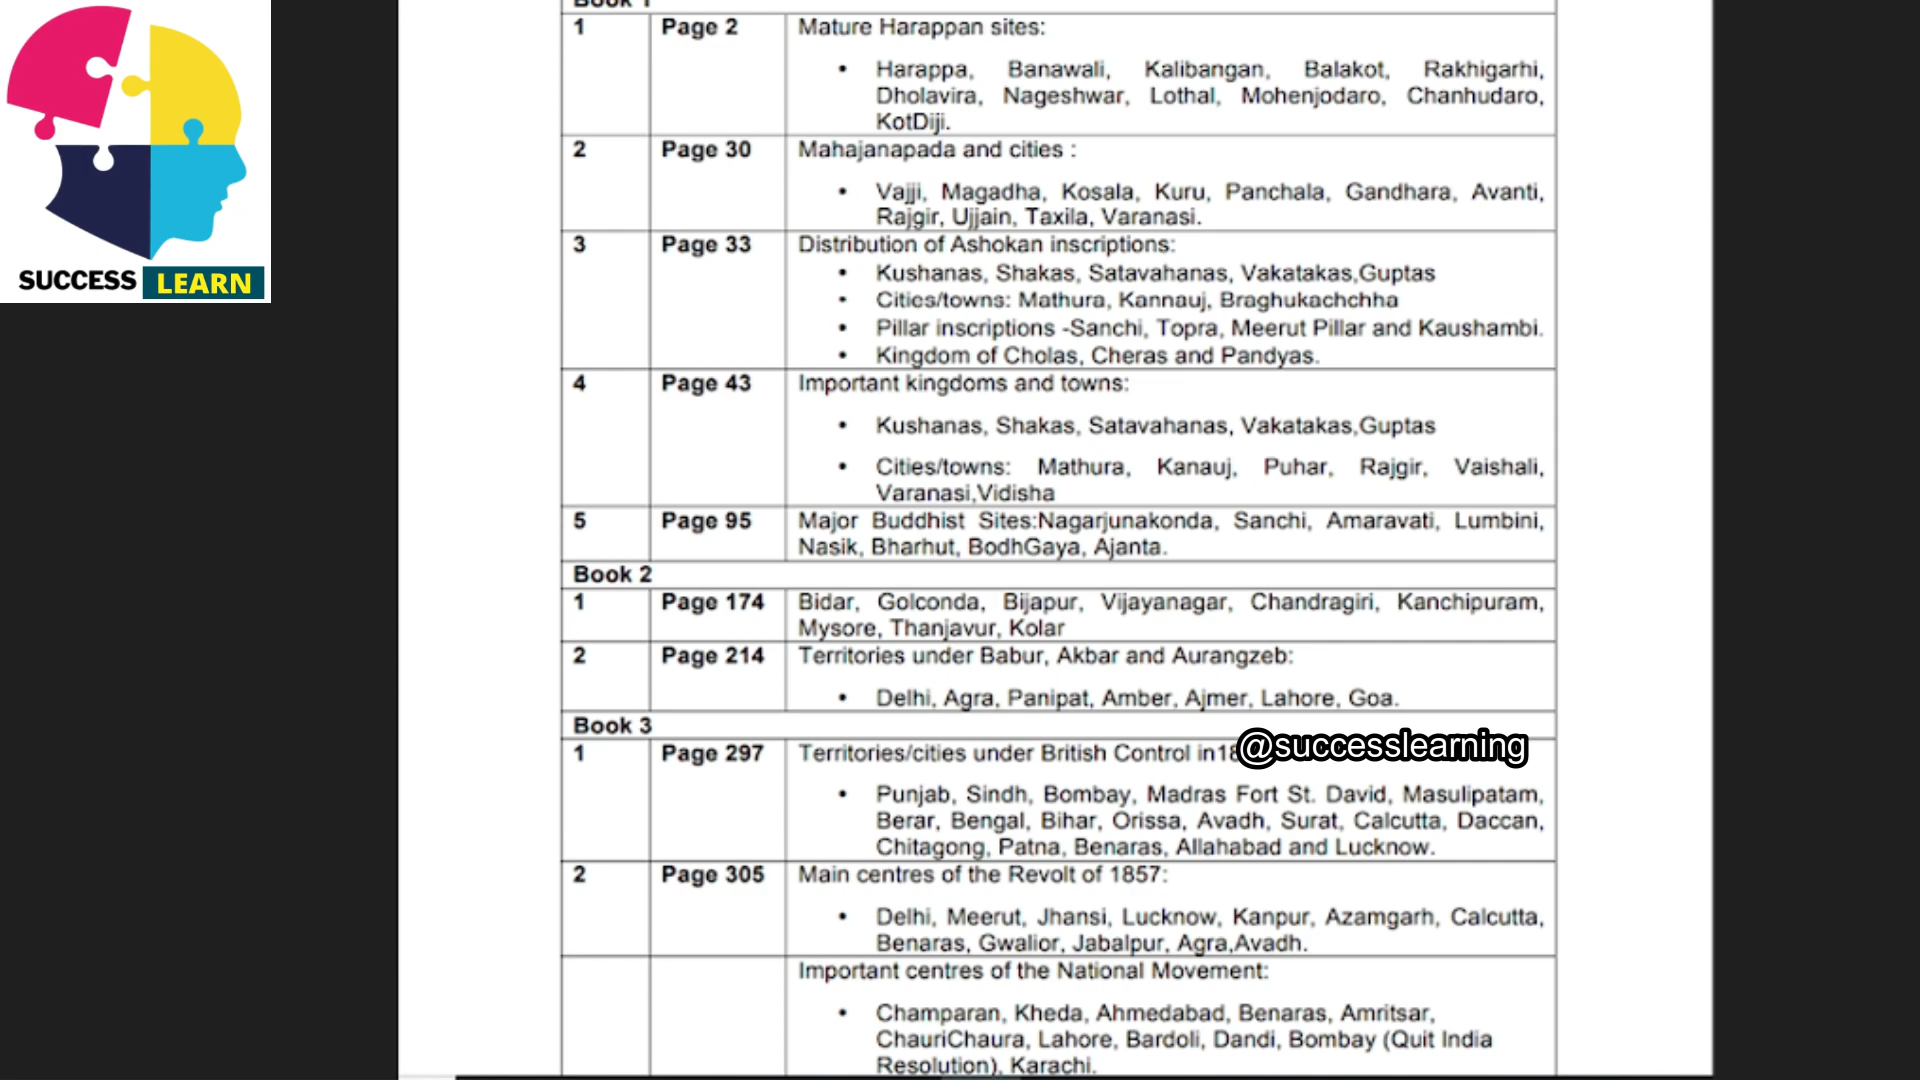 SUCCESS LEARN
Book 1
1 Page 2 Mature Harappan sites:
• Harappa, Banawali, Kalibangan, Balakot, Rakhigarhi,
Dholavira, Nageshwar, Lothal, Mohenjodaro, Chanhudaro,
KotDiji.
2 Page 30 Mahajanapada and cities :
• Vajji, Magadha, Kosala, Kuru, Panchala, Gandhara, Avanti,
Rajgir, Ujjain, Taxila, Varanasi.
3 Page 33 Distribution of Ashokan inscriptions:
• Kushanas, Shakas, Satavahanas, Vakatakas,Guptas
• Cities/towns: Mathura, Kannauj, Braghukachchha
• Pillar inscriptions -Sanchi, Topra, Meerut Pillar and Kaushambi.
• Kingdom of Cholas, Cheras and Pandyas.
4 Page 43 Important kingdoms and towns:
• Kushanas, Shakas, Satavahanas, Vakatakas,Guptas
• Cities/towns: Mathura, Kanauj, Puhar, Rajgir, Vaishali,
Varanasi,Vidisha
5 Page 95 Major Buddhist Sites:Nagarjunakonda, Sanchi, Amaravati, Lumbini,
Nasik, Bharhut, BodhGaya, Ajanta.
Book 2
1 Page 174 Bidar, Golconda, Bijapur, Vijayanagar, Chandragiri, Kanchipuram,
Mysore, Thanjavur, Kolar
2 Page 214 Territories under Babur, Akbar and Aurangzeb:
• Delhi, Agra, Panipat, Amber, Ajmer, Lahore, Goa.
Book 3
@successlearning
1 Page 297 Territories/cities under British Control in
• Punjab, Sindh, Bombay, Madras Fort St. David, Masulipatam,
Berar, Bengal, Bihar, Orissa, Avadh, Surat, Calcutta, Daccan,
Chitagong, Patna, Benaras, Allahabad and Lucknow.
2 Page 305 Main centres of the Revolt of 1857:
• Delhi, Meerut, Jhansi, Lucknow, Kanpur, Azamgarh, Calcutta,
Benaras, Gwalior, Jabalpur, Agra,Avadh.
Important centres of the National Movement:
• Champaran, Kheda, Ahmedabad, Benaras, Amritsar,
ChauriChaura, Lahore, Bardoli, Dandi, Bombay (Quit India
Resolution), Karachi.